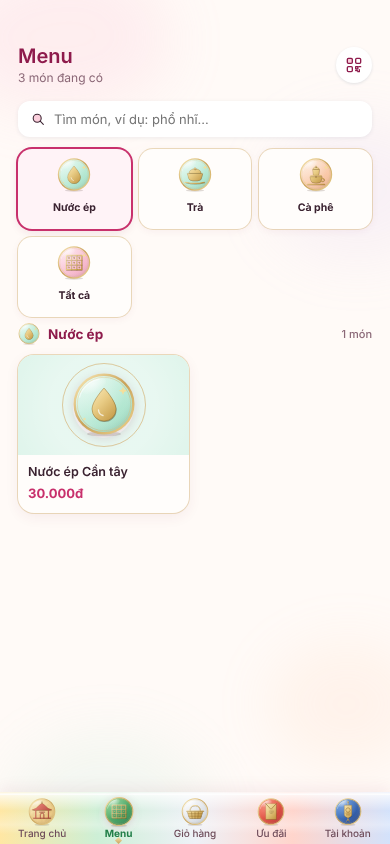 Menu
3 món đang có
Tìm món, ví dụ: phổ nhĩ...
Nước ép
Trà
Cà phê
Tất cả
Nước ép
1 món
Nước ép Cần tây
30.000đ
Trang chủ
Menu
Giỏ hàng
Ưu đãi
Tài khoản